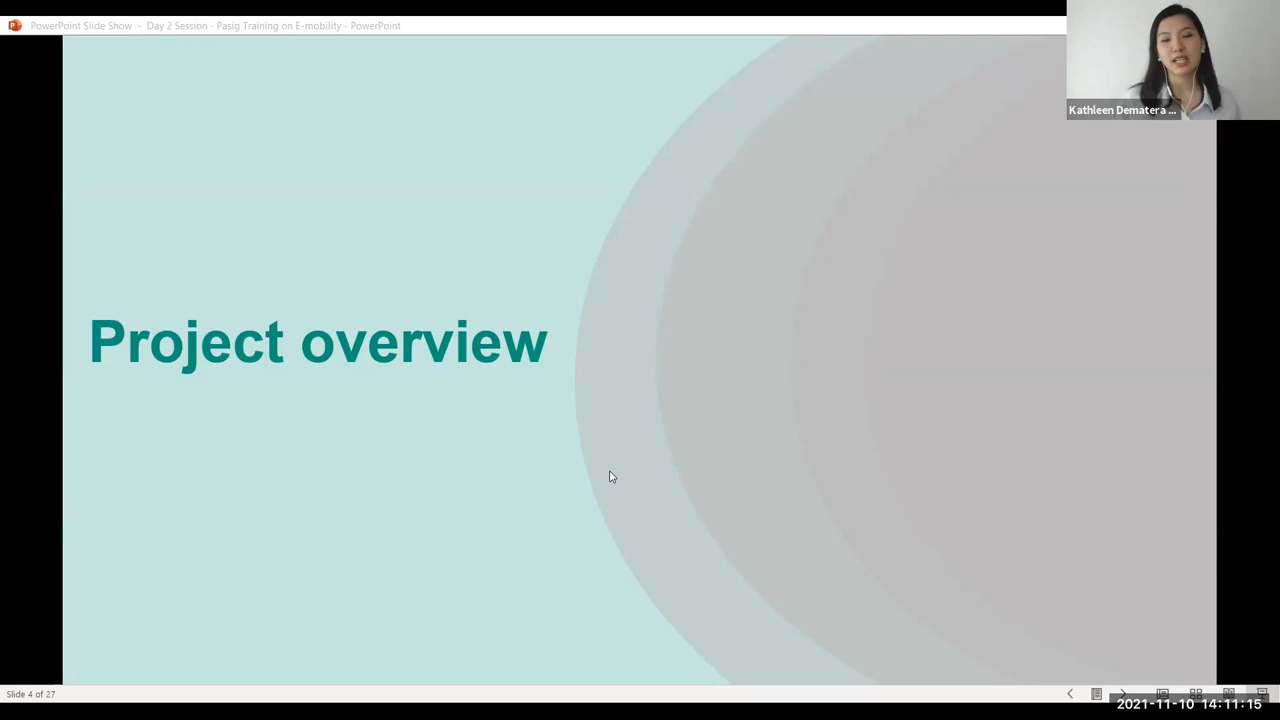 PowerPoint Slide Show - Day 2 Session - Pasig Training on E-mobility - PowerPoint
Kathleen Dematera ...
Project overview
Slide 4 of 27
2021-11-10 14:11:15